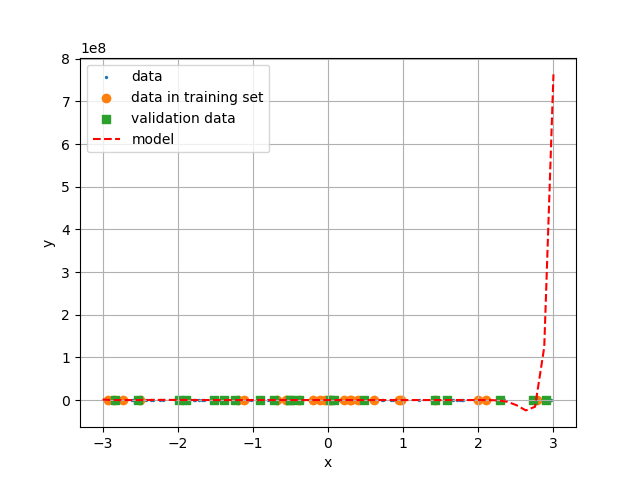 1e8
8
7
6
5
4
3
2
1
0
y
−3
−2
−1
0
1
2
3
x
data
data in training set
validation data
model